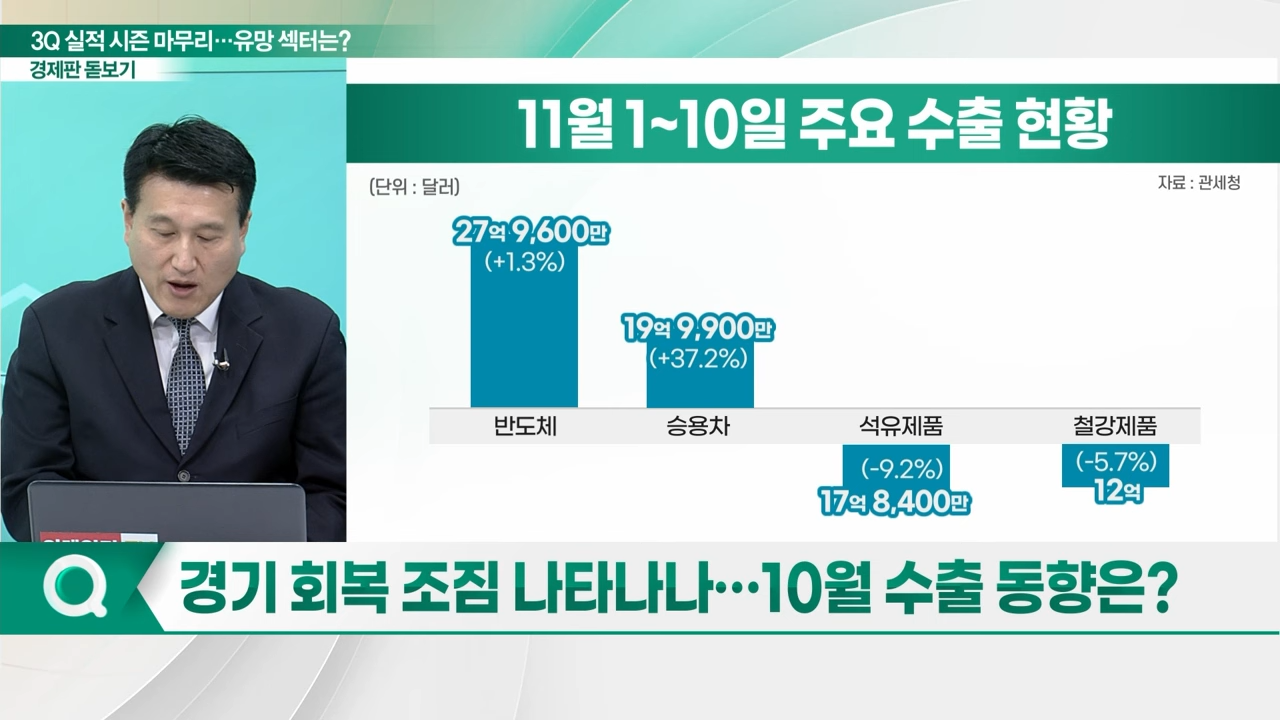 3Q 실적 시즌 마무리…유망 섹터는?
경제판 돋보기
11월 1~10일 주요 수출 현황
(단위 : 달러)
자료 : 관세청
27억 9,600만
(+1.3%)
19억 9,900만
(+37.2%)
반도체 승용차 석유제품 철강제품
(-9.2%)
17억 8,400만
(-5.7%)
12억
경기 회복 조짐 나타나나…10월 수출 동향은?